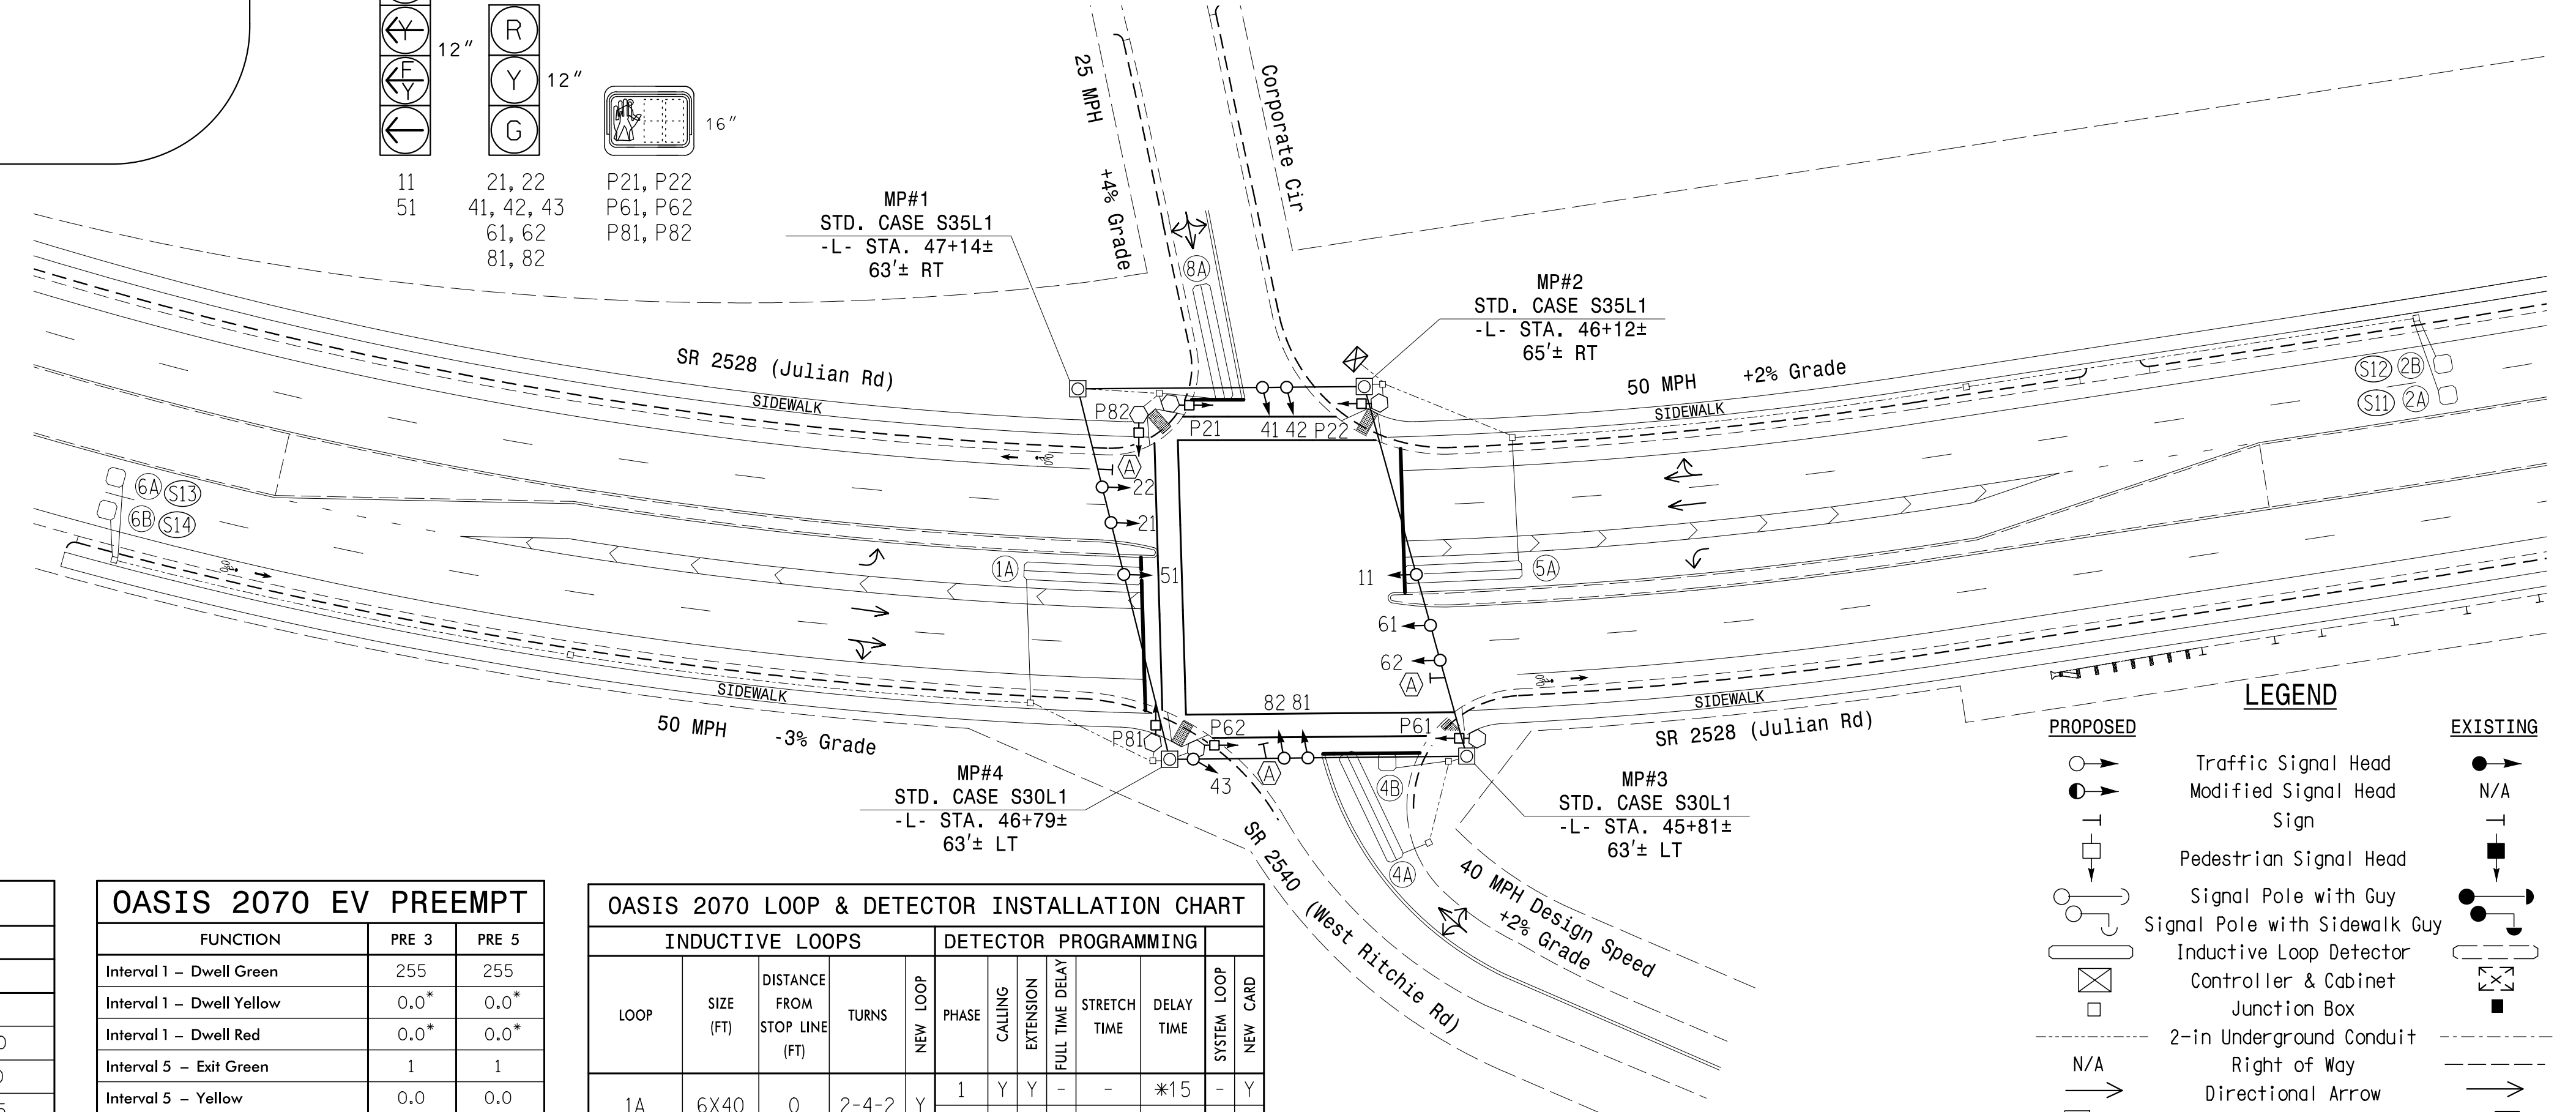 Y
F
Y
12"
R
Y
G
12"
16"
11
51
21, 22
41, 42, 43
61, 62
81, 82
P21, P22
P61, P62
P81, P82
MP#1
STD. CASE S35L1
-L- STA. 47+14±
63'± RT
25 MPH
+4% Grade
Corporate Cir
8A
MP#2
STD. CASE S35L1
-L- STA. 46+12±
65'± RT
SR 2528 (Julian Rd)
SIDEWALK
50 MPH +2% Grade
SIDEWALK
S12 2B
S11 2A
P82
P21
41 42 P22
A
22
21
6A S13
6B S14
1A
51
11
5A
61
62
A
82 81
SIDEWALK
50 MPH -3% Grade
P81
P62
P61
A
43
4B
4A
SIDEWALK
SR 2528 (Julian Rd)
MP#4
STD. CASE S30L1
-L- STA. 46+79±
63'± LT
MP#3
STD. CASE S30L1
-L- STA. 45+81±
63'± LT
SR 2540 (West Ritchie Rd)
40 MPH Design Speed
+2% Grade
LEGEND
PROPOSED EXISTING
Traffic Signal Head
Modified Signal Head N/A
Sign
Pedestrian Signal Head
Signal Pole with Guy
Signal Pole with Sidewalk Guy
Inductive Loop Detector
Controller & Cabinet
Junction Box
2-in Underground Conduit
N/A Right of Way
Directional Arrow
OASIS 2070 EV PREEMPT
FUNCTION PRE 3 PRE 5
Interval 1 – Dwell Green 255 255
Interval 1 – Dwell Yellow 0.0* 0.0*
Interval 1 – Dwell Red 0.0* 0.0*
Interval 5 – Exit Green 1 1
Interval 5 – Yellow 0.0 0.0
OASIS 2070 LOOP & DETECTOR INSTALLATION CHART
INDUCTIVE LOOPS DETECTOR PROGRAMMING
LOOP
SIZE
(FT)
DISTANCE
FROM
STOP LINE
(FT)
TURNS
NEW LOOP
PHASE
CALLING
EXTENSION
FULL TIME DELAY
STRETCH
TIME
DELAY
TIME
SYSTEM LOOP
NEW CARD
1A 6X40 0 2-4-2 Y
1 Y Y - - *15 - Y